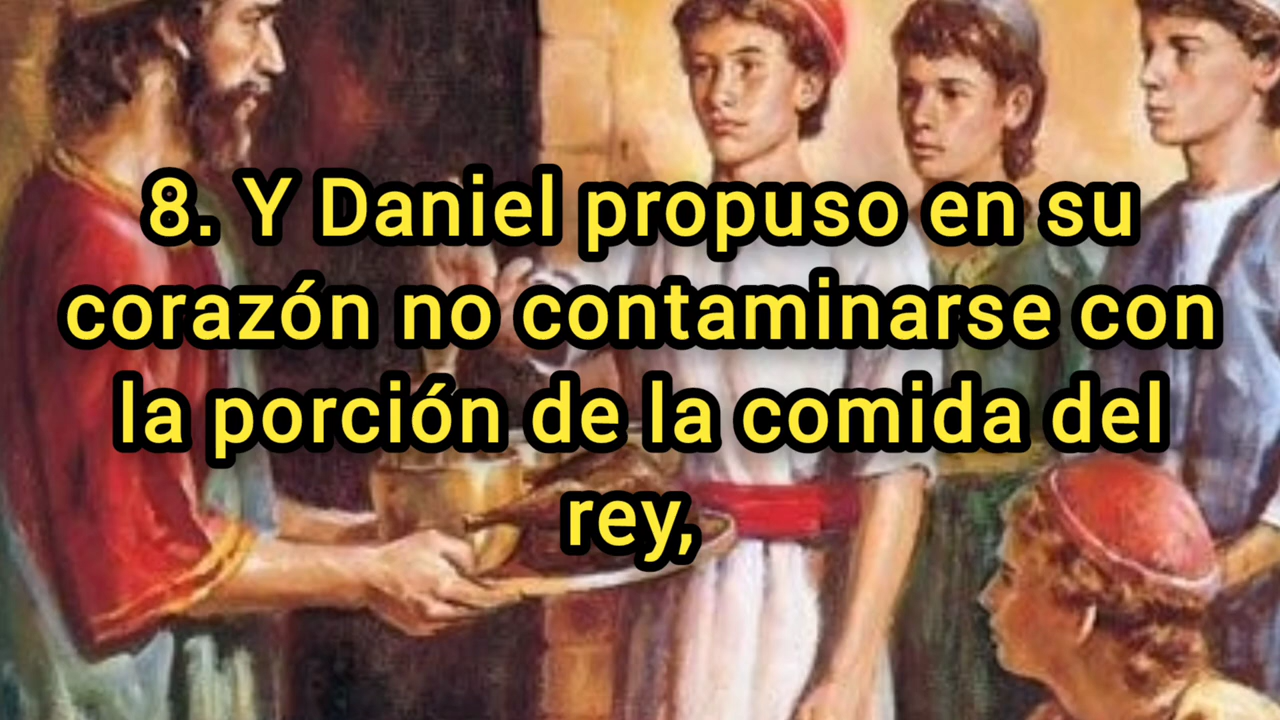 8. Y Daniel propuso en su
corazón no contaminarse con
la porción de la comida del
rey,